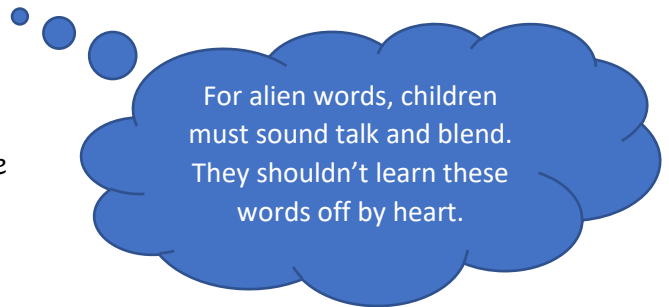 For alien words, children
must sound talk and blend.
They shouldn’t learn these
words off by heart.